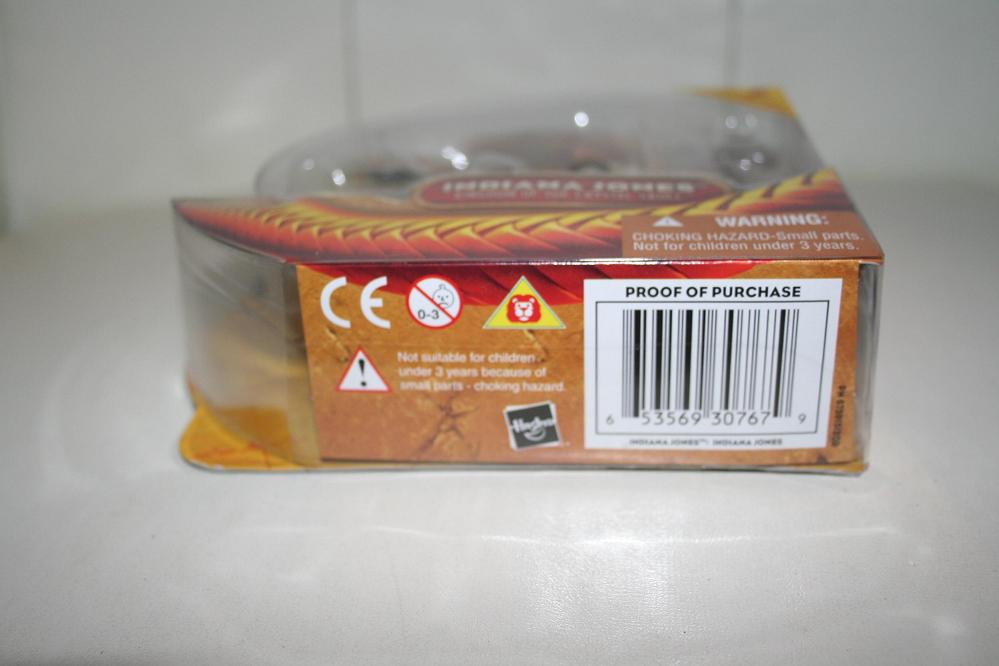 INDIANA JONES
WARNING:
CHOKING HAZARD-Small parts.
Not for children under 3 years.
CE
0-3
Not suitable for children
under 3 years because of
small parts - choking hazard.
Hasbro
PROOF OF PURCHASE
6 53569 30767 9
INDIANA JONES™: INDIANA JONES